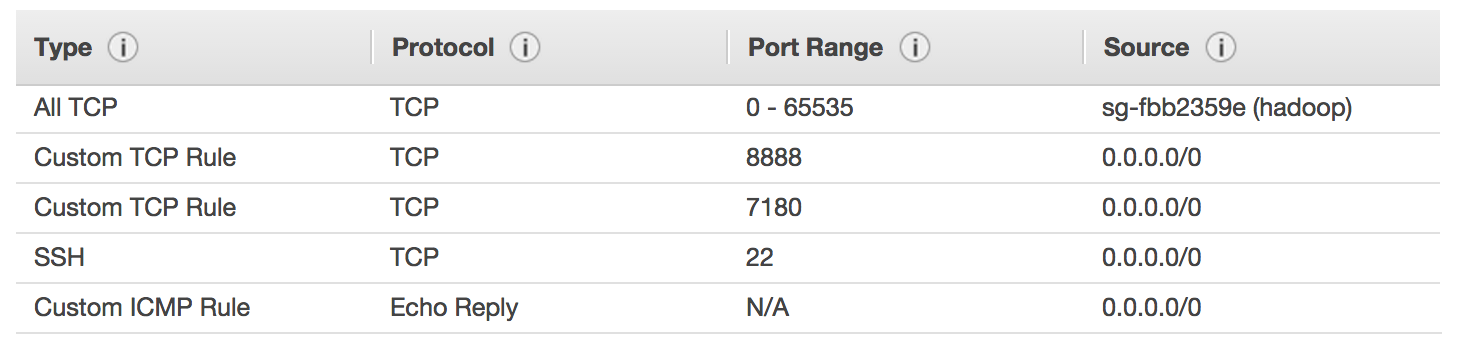 Type Protocol Port Range Source
All TCP TCP 0 - 65535 sg-fbb2359e (hadoop)
Custom TCP Rule TCP 8888 0.0.0.0/0
Custom TCP Rule TCP 7180 0.0.0.0/0
SSH TCP 22 0.0.0.0/0
Custom ICMP Rule Echo Reply N/A 0.0.0.0/0